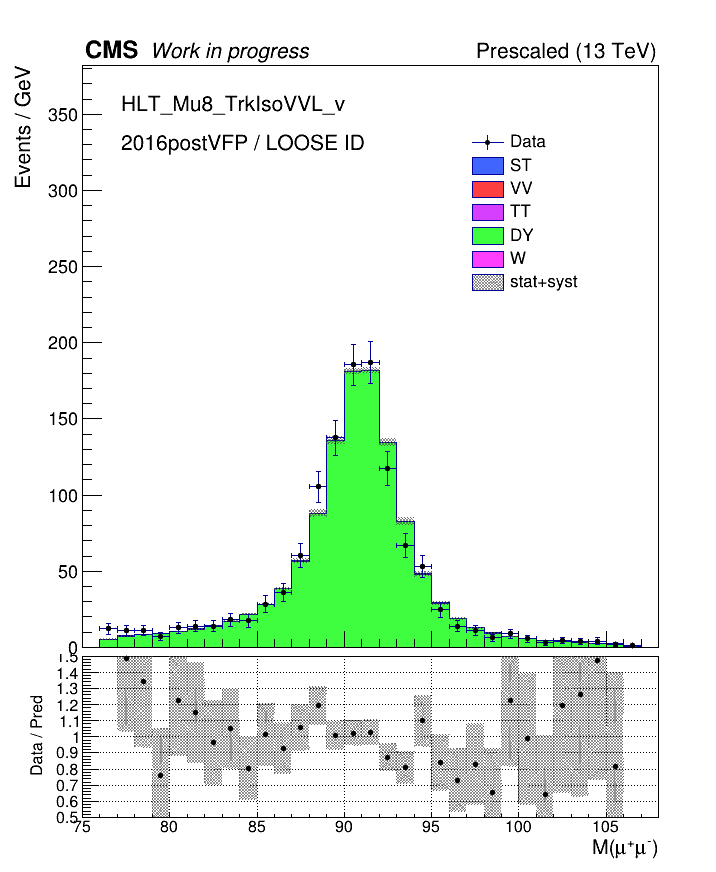 CMS Work in progress Prescaled (13 TeV)
Events / GeV
HLT_Mu8_TrkIsoVVL_v
2016postVFP / LOOSE ID
Data
ST
VV
TT
DY
W
stat+syst
350
300
250
200
150
100
50
0
Data / Pred
1.5
1.4
1.3
1.2
1.1
1
0.9
0.8
0.7
0.6
0.5
75 80 85 90 95 100 105
M(μ⁺μ⁻)